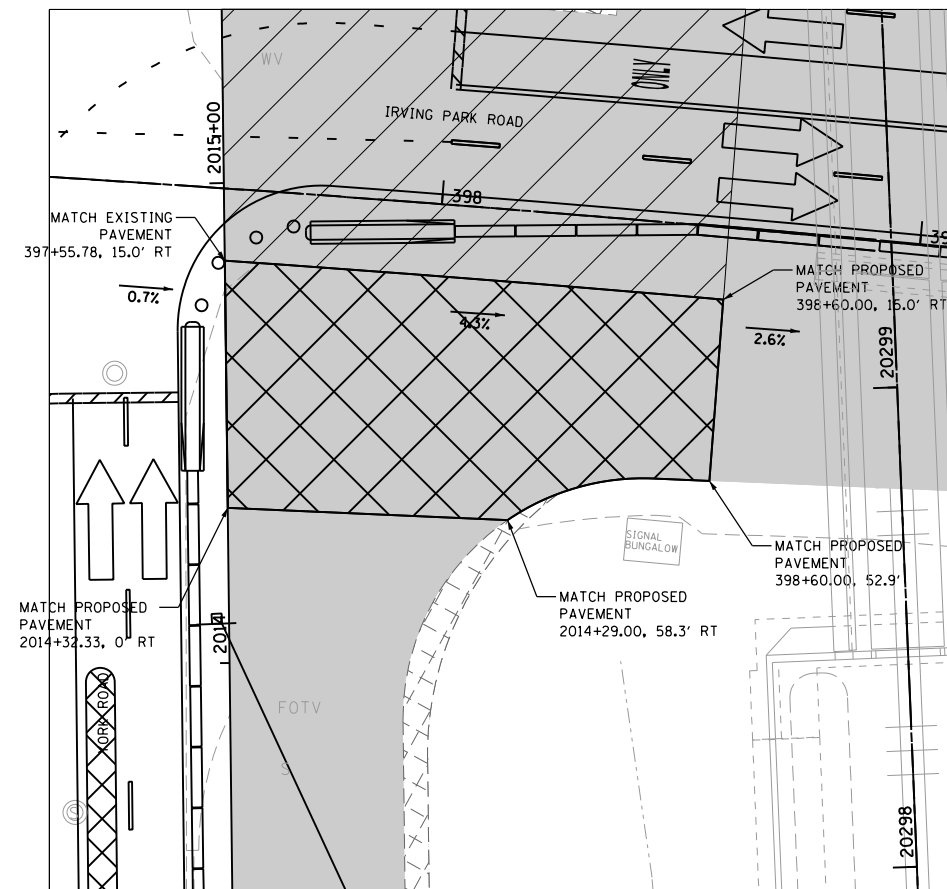 WV
2015+00
IRVING PARK ROAD
ONLY
398
MATCH EXISTING
PAVEMENT
397+55.78, 15.0' RT
0.7%
4.3%
2.6%
MATCH PROPOSED
PAVEMENT
398+60.00, 15.0' RT
20299
SIGNAL
BUNGALOW
MATCH PROPOSED
PAVEMENT
398+60.00, 52.9'
MATCH PROPOSED
PAVEMENT
2014+29.00, 58.3' RT
MATCH PROPOSED
PAVEMENT
2014+32.33, 0' RT
2014
YORK ROAD
FOTV
S
S
20298